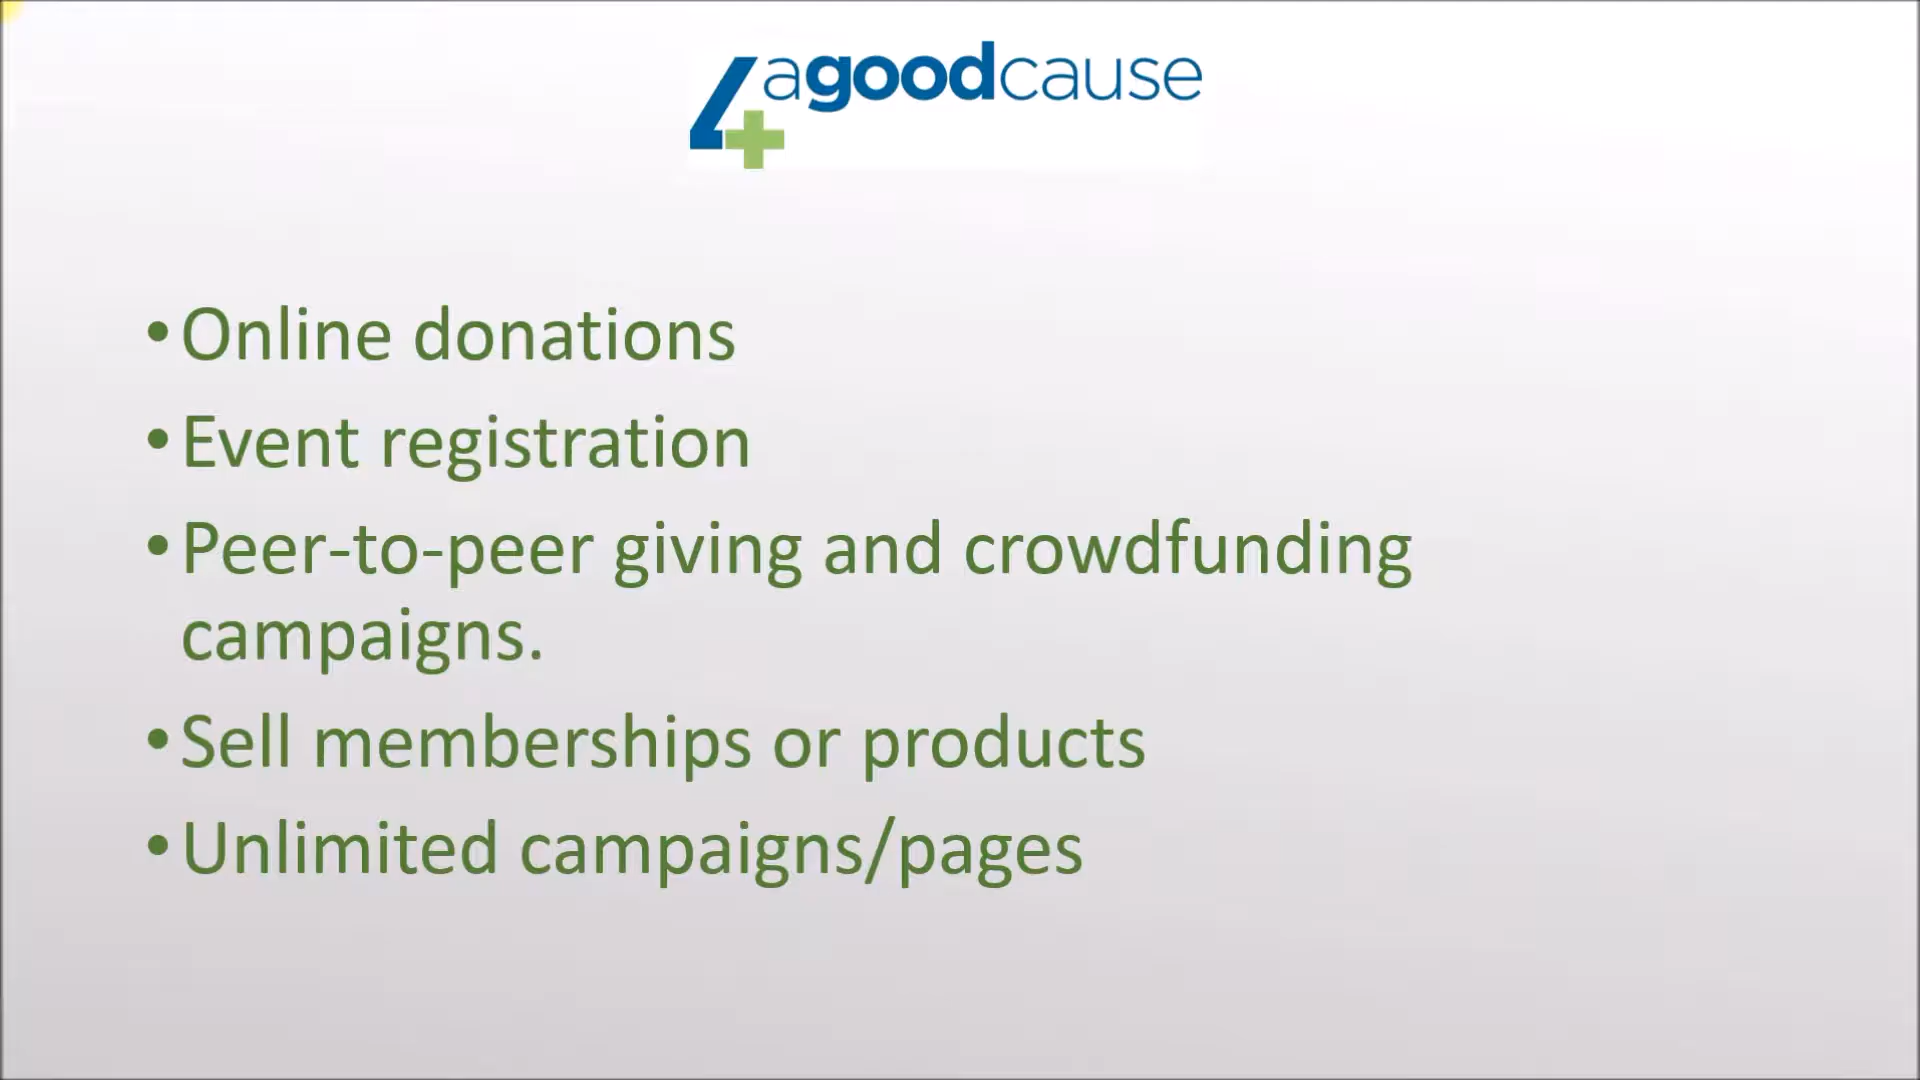 4agoodcause
• Online donations
• Event registration
• Peer-to-peer giving and crowdfunding
campaigns.
• Sell memberships or products
• Unlimited campaigns/pages